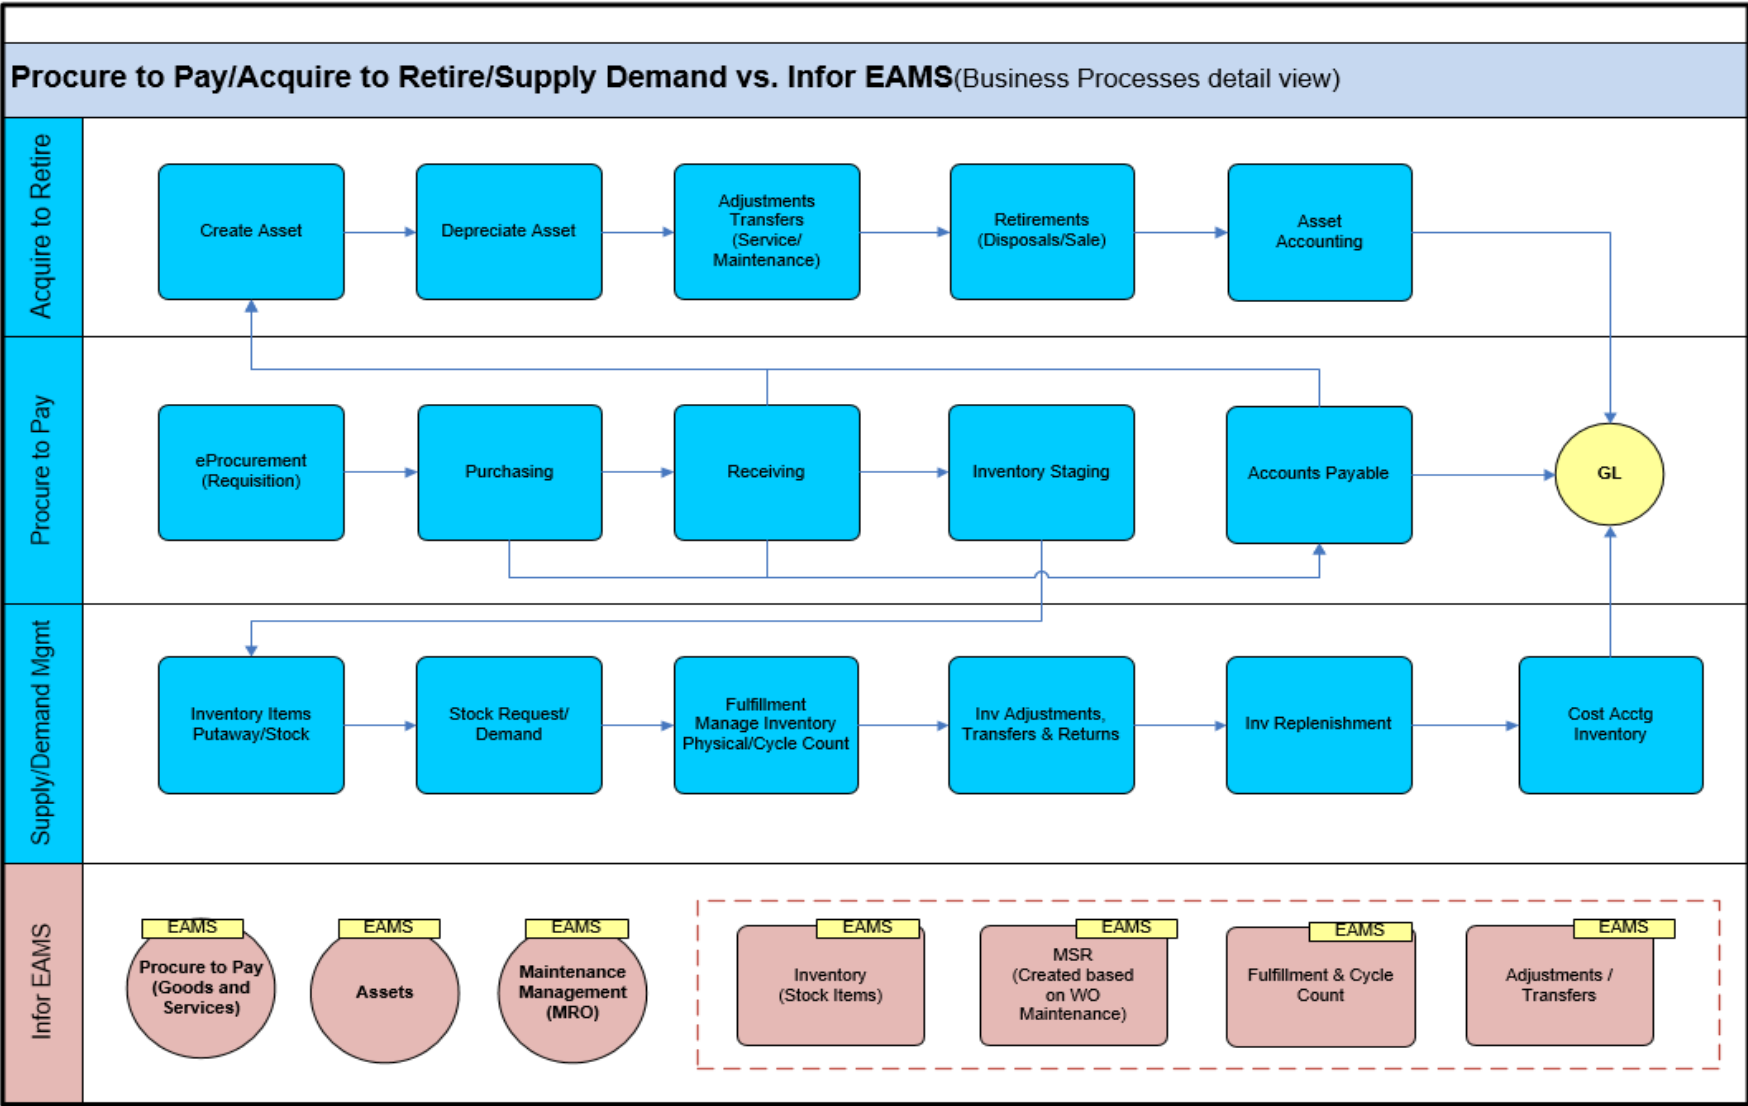 Procure to Pay/Acquire to Retire/Supply Demand vs. Infor EAMS(Business Processes detail view)
Acquire to Retire
Create Asset
Depreciate Asset
Adjustments
Transfers
(Service/
Maintenance)
Retirements
(Disposals/Sale)
Asset
Accounting
Procure to Pay
eProcurement
(Requisition)
Purchasing
Receiving
Inventory Staging
Accounts Payable
GL
Supply/Demand Mgmt
Inventory Items
Putaway/Stock
Stock Request/
Demand
Fulfillment
Manage Inventory
Physical/Cycle Count
Inv Adjustments,
Transfers & Returns
Inv Replenishment
Cost Acctg
Inventory
Infor EAMS
EAMS
Procure to Pay
(Goods and
Services)
EAMS
Assets
EAMS
Maintenance
Management
(MRO)
EAMS
Inventory
(Stock Items)
EAMS
MSR
(Created based
on WO
Maintenance)
EAMS
Fulfillment & Cycle
Count
EAMS
Adjustments /
Transfers